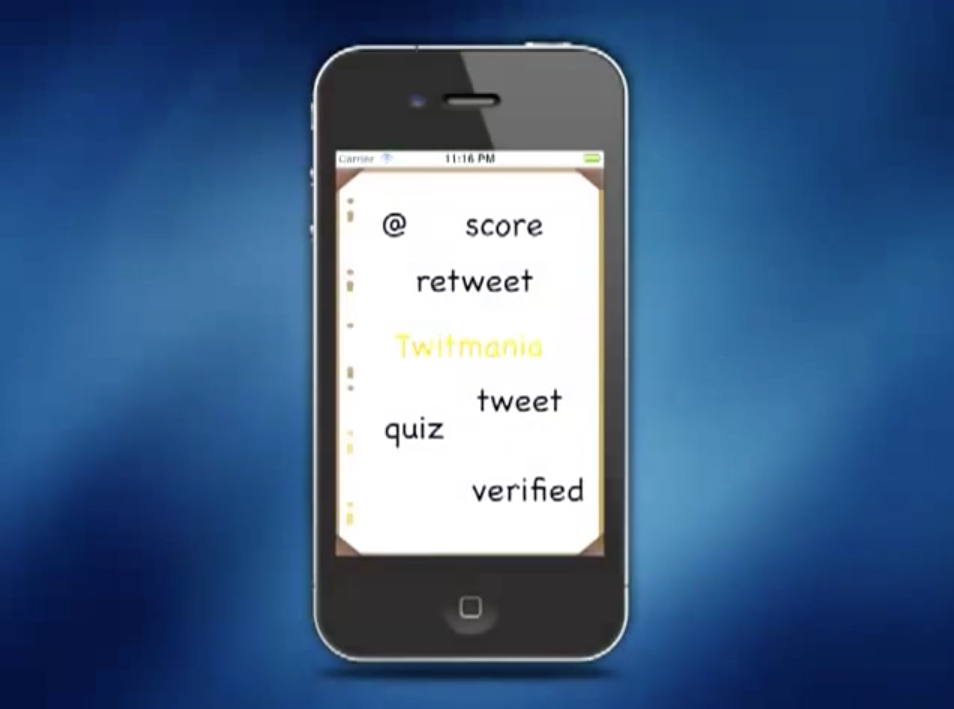 Carrier 11:16 PM
@ score
retweet
Twitmania
tweet
quiz
verified